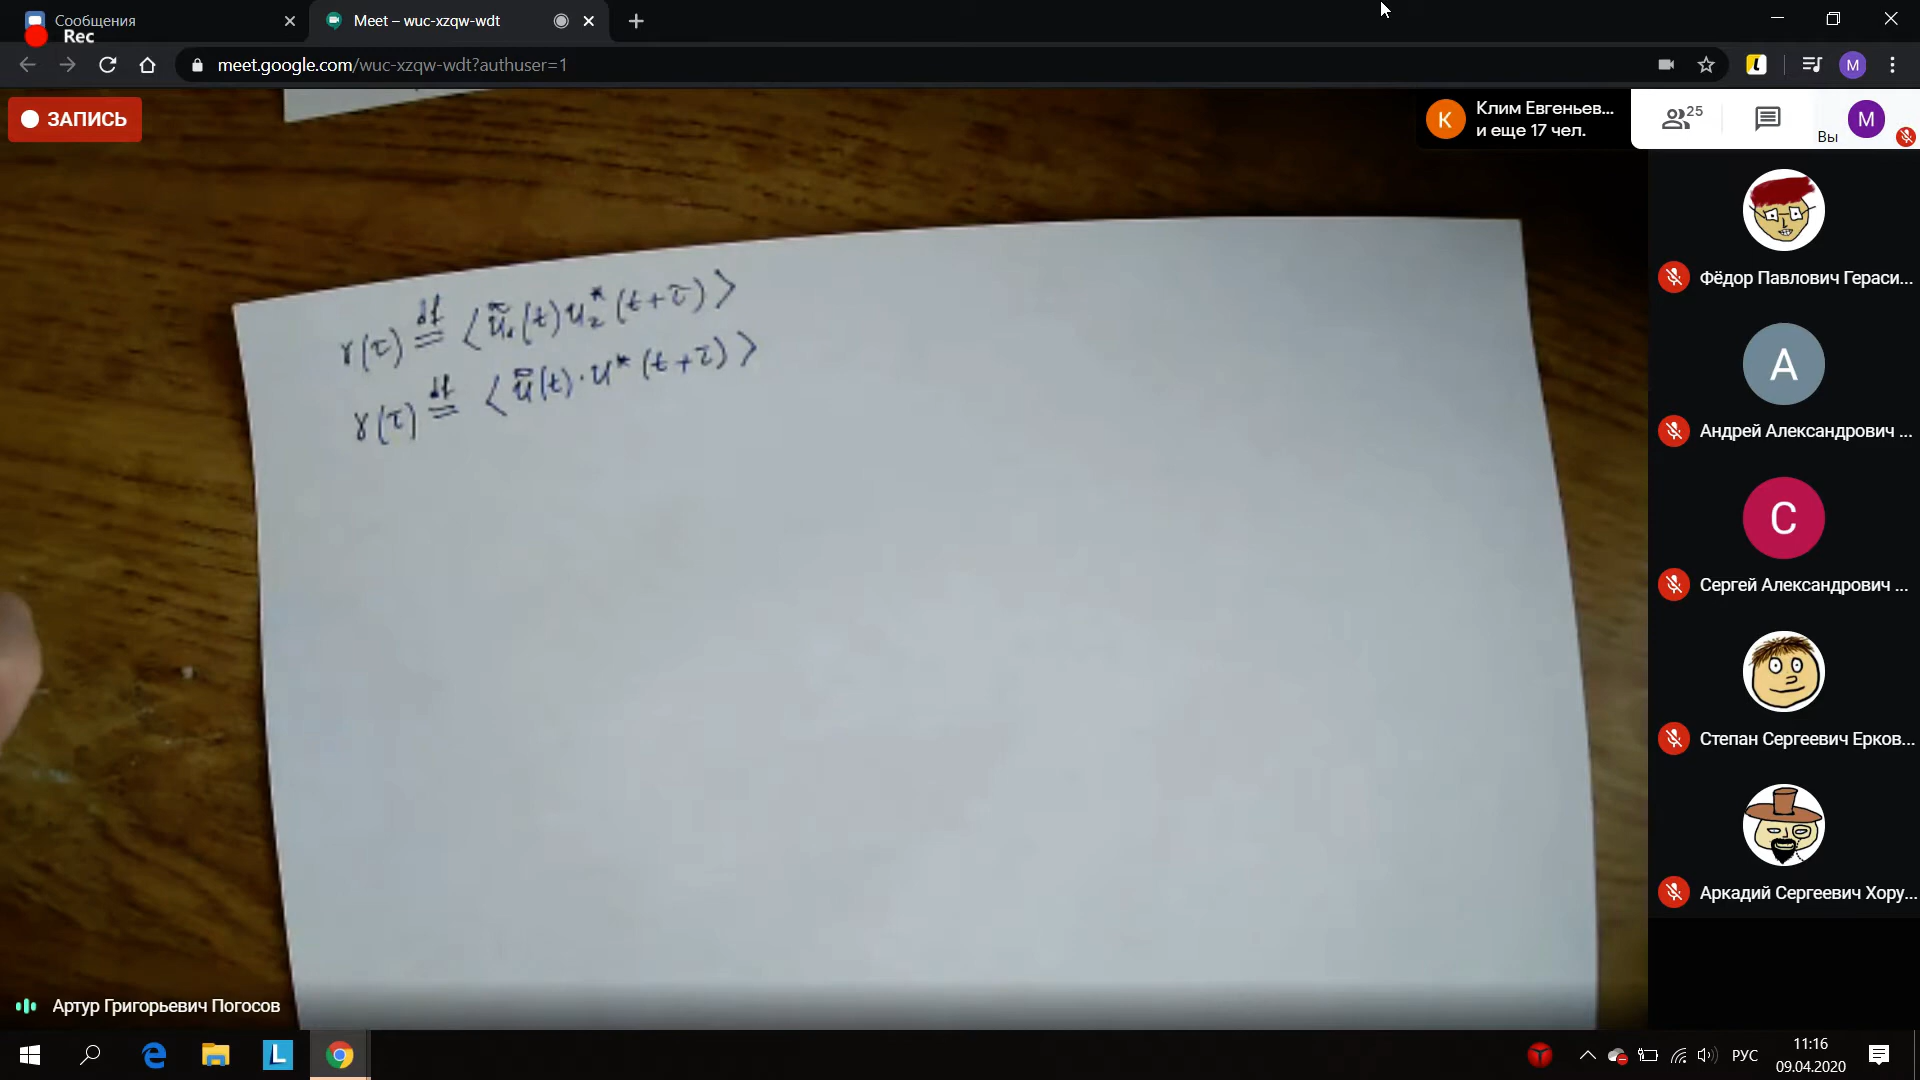 Сообщения
Meet – wuc-xzqw-wdt
Rec
meet.google.com/wuc-xzqw-wdt?authuser=1
M
ЗАПИСЬ
К
Клим Евгеньев...
и еще 17 чел.
25
Вы
M
γ(τ) df= < ũ₁(t) u₂*(t+τ) >
γ(τ) df= < ũ(t)·u*(t+τ) >
Фёдор Павлович Гераси...
А
Андрей Александрович ...
С
Сергей Александрович ...
Степан Сергеевич Ерков...
Аркадий Сергеевич Хору...
Артур Григорьевич Погосов
L
РУС
11:16
09.04.2020